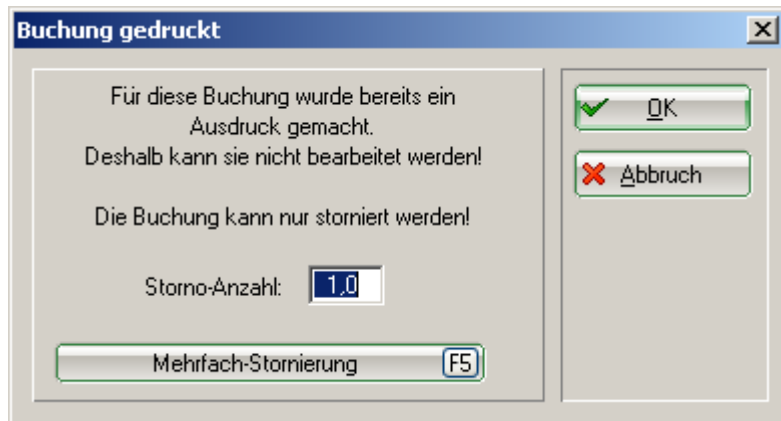 Buchung gedruckt
Für diese Buchung wurde bereits ein
Ausdruck gemacht.
Deshalb kann sie nicht bearbeitet werden!
Die Buchung kann nur storniert werden!
Storno-Anzahl: 1,0
Mehrfach-Stornierung F5
OK
Abbruch